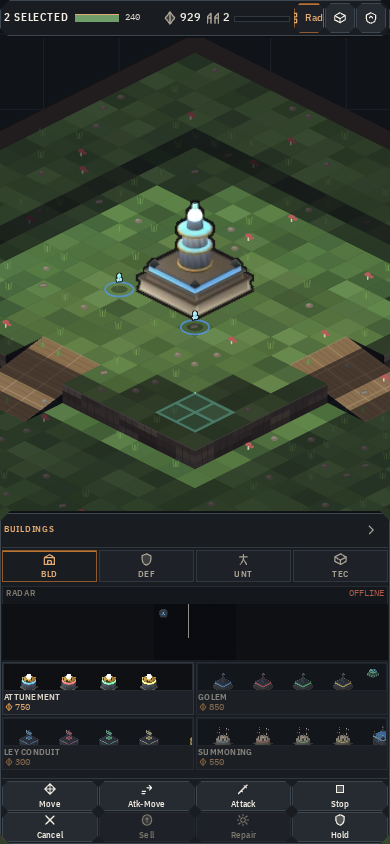 2 SELECTED 240 929 2 Rad
BUILDINGS
BLD DEF UNT TEC
RADAR OFFLINE
ATTUNEMENT GOLEM
750 850
LEY CONDUIT SUMMONING
300 550
Move Atk-Move Attack Stop
Cancel Sell Repair Hold